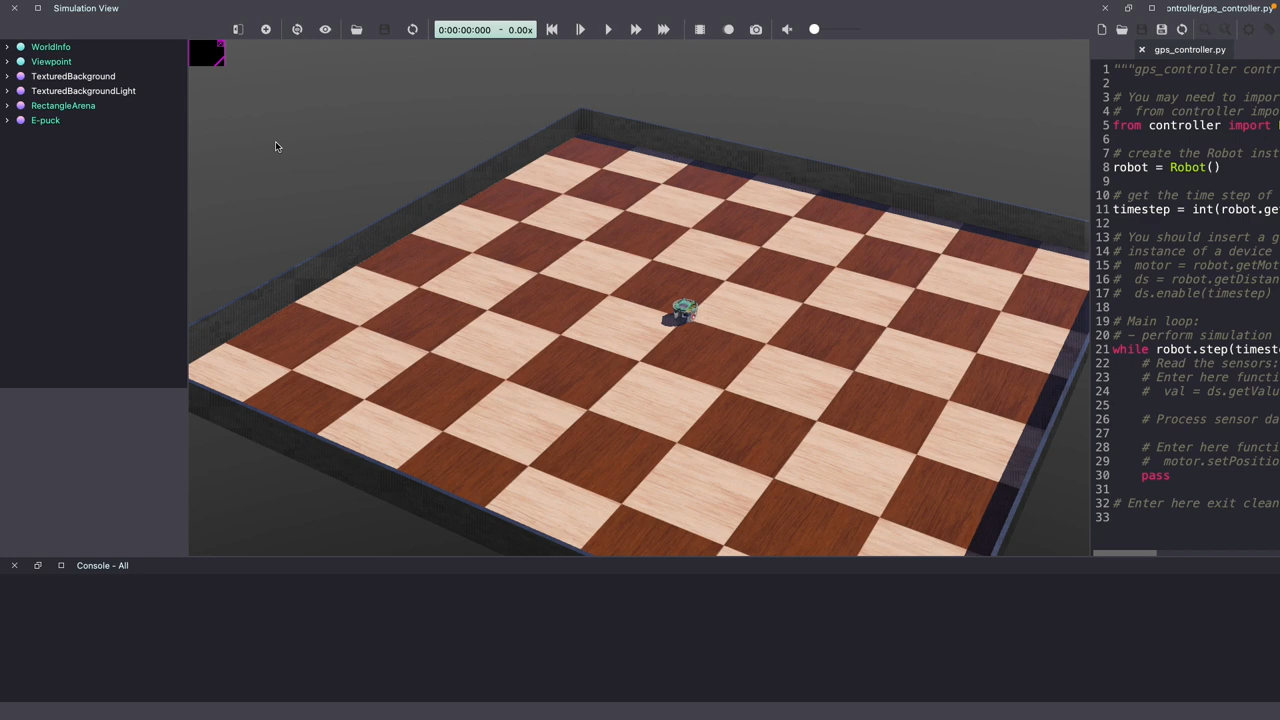 Simulation View
ontroller/gps_controller.py
0:00:00:000 - 0.00x
WorldInfo
Viewpoint
TexturedBackground
TexturedBackgroundLight
RectangleArena
E-puck
gps_controller.py
1 """gps_controller contr
2
3 # You may need to impor
4 #  from controller impo
5 from controller import
6
7 # create the Robot inst
8 robot = Robot()
9
10 # get the time step of
11 timestep = int(robot.ge
12
13 # You should insert a g
14 # instance of a device
15 #  motor = robot.getMot
16 #  ds = robot.getDistan
17 #  ds.enable(timestep)
18
19 # Main loop:
20 # - perform simulation
21 while robot.step(timest
22     # Read the sensors:
23     # Enter here functi
24     #  val = ds.getValu
25
26     # Process sensor da
27
28     # Enter here functi
29     #  motor.setPositio
30     pass
31
32 # Enter here exit clean
33
Console - All